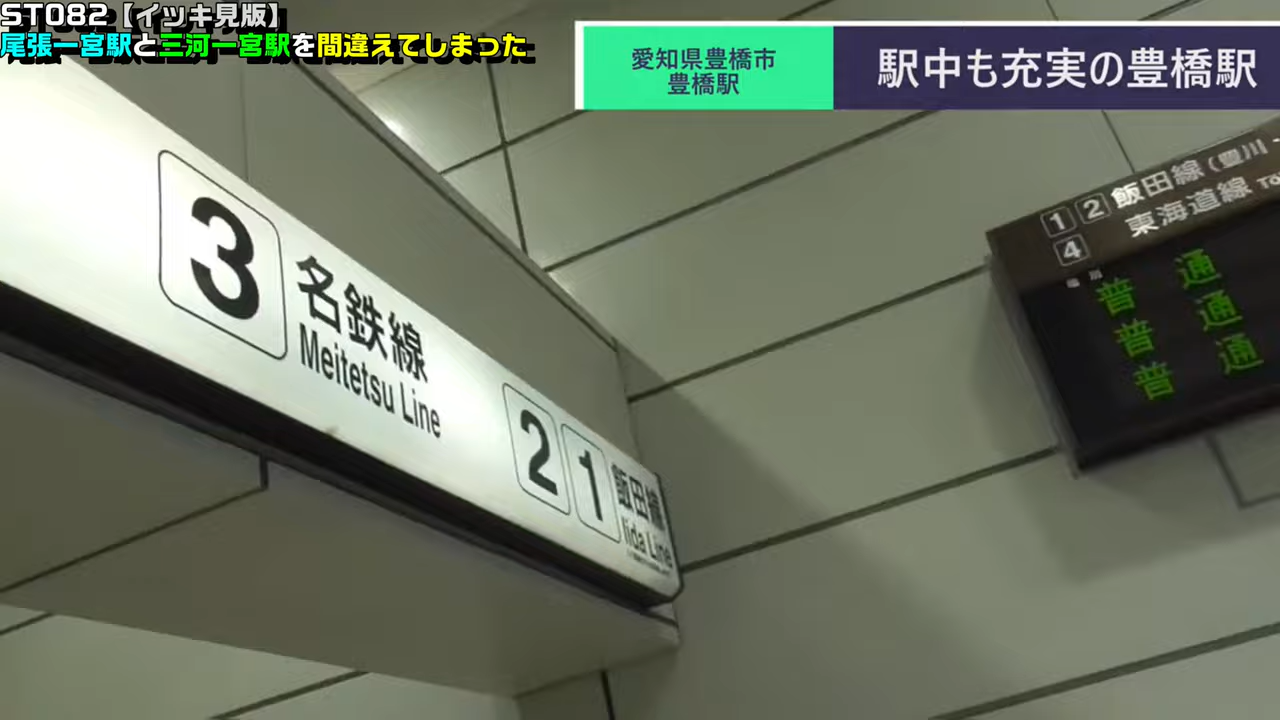 ST082【イッキ見版】
尾張一宮駅と三河一宮駅を間違えてしまった
愛知県豊橋市
豊橋駅
駅中も充実の豊橋駅
3 名鉄線
Meitetsu Line
2 1 飯田線
Iida Line
1 2 飯田線(豊川
4 東海道線
普通
普通
普通